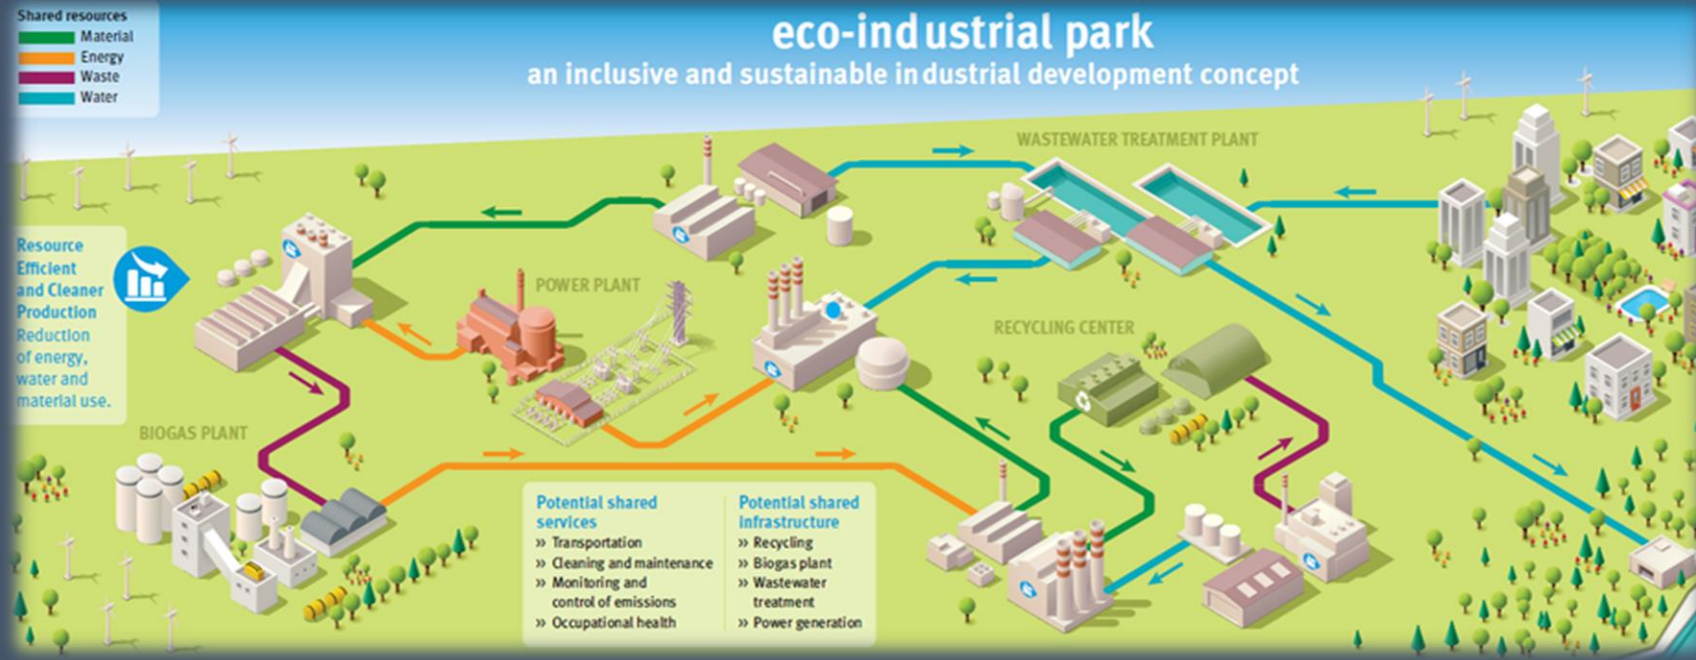 Shared resources
Material
Energy
Waste
Water
eco-industrial park
an inclusive and sustainable industrial development concept
WASTEWATER TREATMENT PLANT
Resource
Efficient
and Cleaner
Production
Reduction
of energy,
water and
material use.
POWER PLANT
RECYCLING CENTER
BIOGAS PLANT
Potential shared
services
» Transportation
» Cleaning and maintenance
» Monitoring and
control of emissions
» Occupational health
Potential shared
infrastructure
» Recycling
» Biogas plant
» Wastewater
treatment
» Power generation